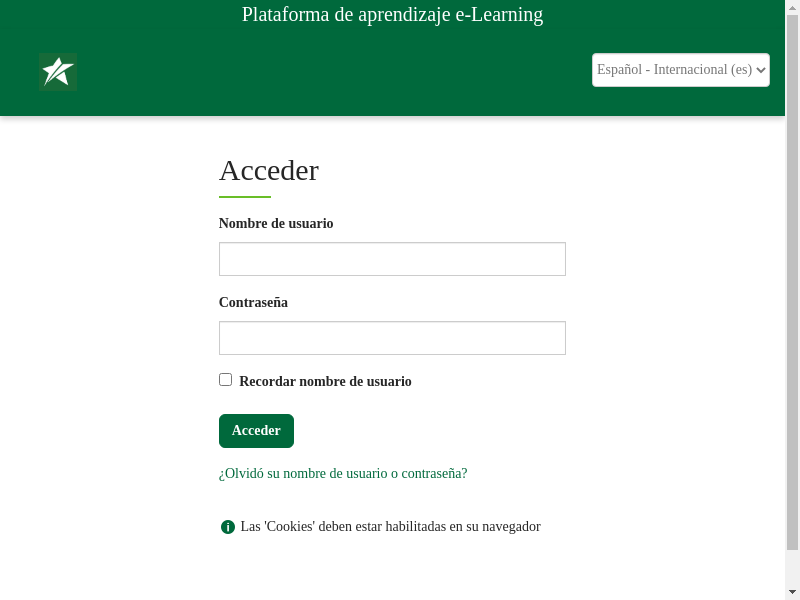 Plataforma de aprendizaje e-Learning
Español - Internacional (es)
Acceder
Nombre de usuario
Contraseña
Recordar nombre de usuario
Acceder
¿Olvidó su nombre de usuario o contraseña?
Las 'Cookies' deben estar habilitadas en su navegador